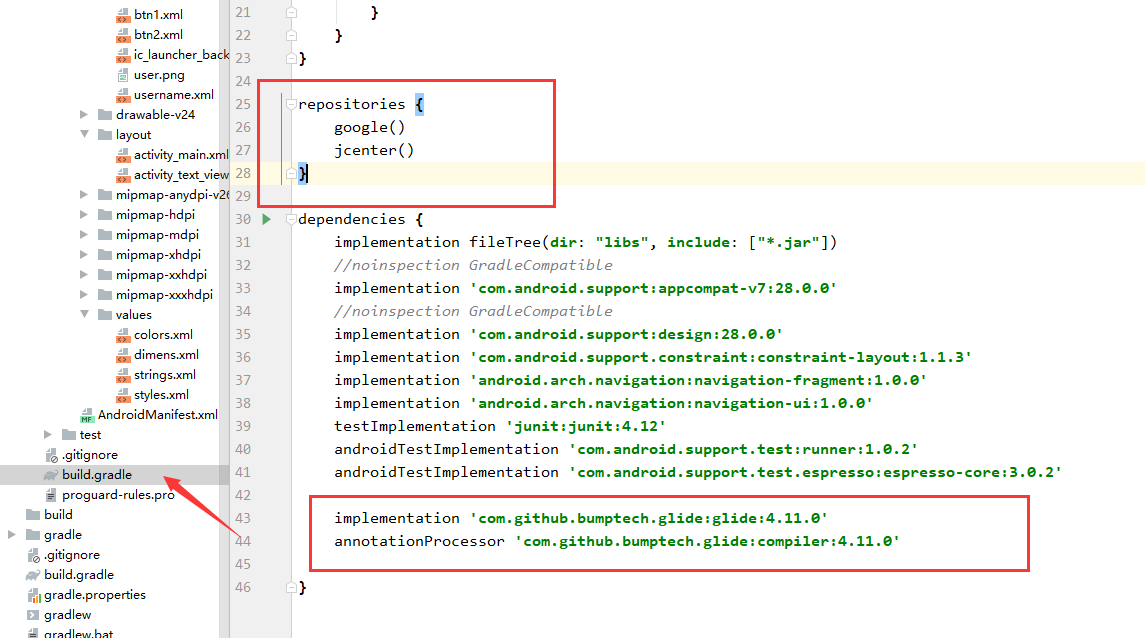 btn1.xml
btn2.xml
ic_launcher_back
user.png
username.xml
drawable-v24
layout
activity_main.xml
activity_text_view
mipmap-anydpi-v26
mipmap-hdpi
mipmap-mdpi
mipmap-xhdpi
mipmap-xxhdpi
mipmap-xxxhdpi
values
colors.xml
dimens.xml
strings.xml
styles.xml
MF AndroidManifest.xml
test
.gitignore
build.gradle
proguard-rules.pro
build
gradle
.gitignore
build.gradle
gradle.properties
gradlew
gradlew.bat
21 }
22 }
23 }
24
25 repositories {
26 google()
27 jcenter()
28 }
29
30 dependencies {
31 implementation fileTree(dir: "libs", include: ["*.jar"])
32 //noinspection GradleCompatible
33 implementation 'com.android.support:appcompat-v7:28.0.0'
34 //noinspection GradleCompatible
35 implementation 'com.android.support:design:28.0.0'
36 implementation 'com.android.support.constraint:constraint-layout:1.1.3'
37 implementation 'android.arch.navigation:navigation-fragment:1.0.0'
38 implementation 'android.arch.navigation:navigation-ui:1.0.0'
39 testImplementation 'junit:junit:4.12'
40 androidTestImplementation 'com.android.support.test:runner:1.0.2'
41 androidTestImplementation 'com.android.support.test.espresso:espresso-core:3.0.2'
42
43 implementation 'com.github.bumptech.glide:glide:4.11.0'
44 annotationProcessor 'com.github.bumptech.glide:compiler:4.11.0'
45
46 }